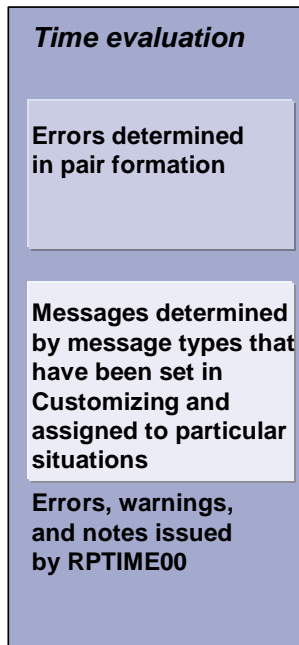 Time evaluation
Errors determined
in pair formation
Messages determined
by message types that
have been set in
Customizing and
assigned to particular
situations
Errors, warnings,
and notes issued
by RPTIME00